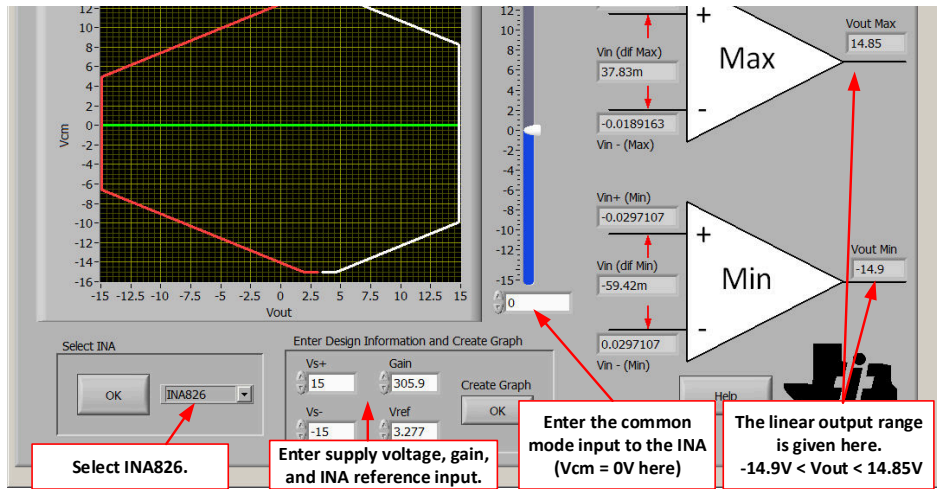 12
10
8
6
4
2
0
-2
-4
-6
-8
-10
-12
-14
-16
Vcm
-15 -12.5 -10 -7.5 -5 -2.5 0 2.5 5 7.5 10 12.5 15
Vout
12
10
8
6
4
2
0
-2
-4
-6
-8
-10
-12
-15
0
Vin (dif Max)
37.83m
-0.0189163
Vin - (Max)
+
Max
-
Vout Max
14.85
Vin+ (Min)
-0.0297107
Vin (dif Min)
-59.42m
0.0297107
Vin - (Min)
+
Min
-
Vout Min
-14.9
Select INA
OK
INA826
Enter Design Information and Create Graph
Vs+
15
Gain
305.9
Vs-
-15
Vref
3.277
Create Graph
OK
Help
Select INA826.
Enter supply voltage, gain,
and INA reference input.
Enter the common
mode input to the INA
(Vcm = 0V here)
The linear output range
is given here.
-14.9V < Vout < 14.85V